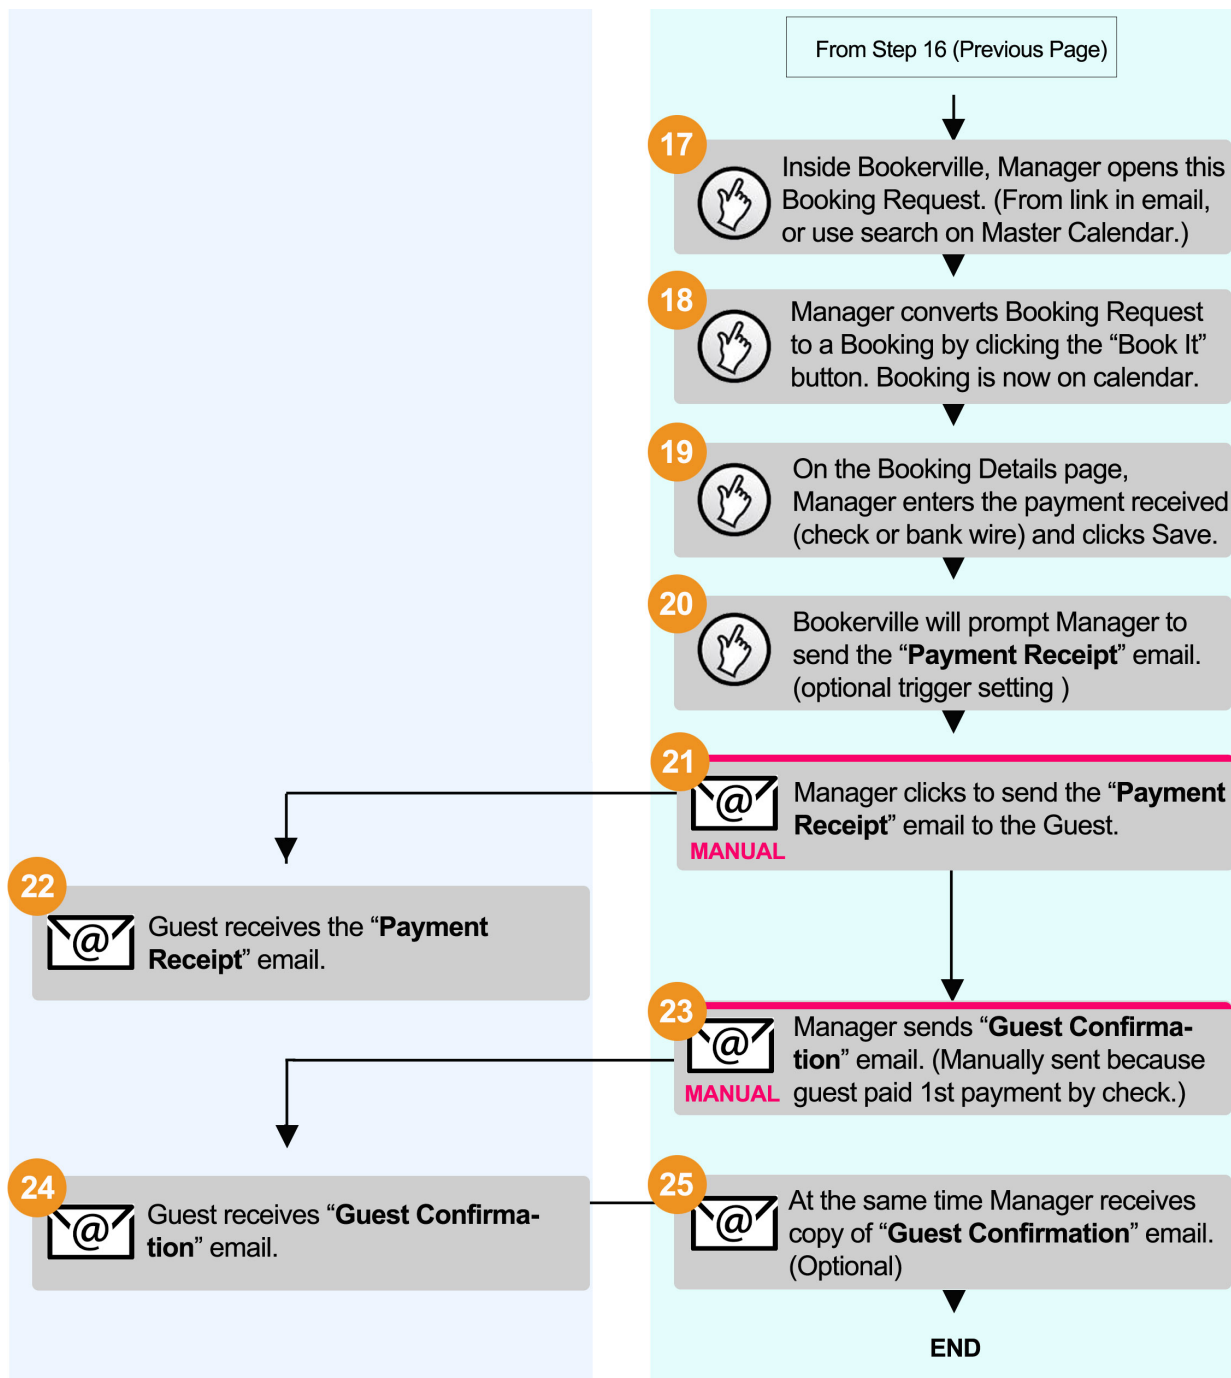 From Step 16 (Previous Page)
17
Inside Bookerville, Manager opens this
Booking Request. (From link in email,
or use search on Master Calendar.)
18
Manager converts Booking Request
to a Booking by clicking the “Book It”
button. Booking is now on calendar.
19
On the Booking Details page,
Manager enters the payment received
(check or bank wire) and clicks Save.
20
Bookerville will prompt Manager to
send the “Payment Receipt” email.
(optional trigger setting )
21
@
MANUAL
Manager clicks to send the “Payment
Receipt” email to the Guest.
22
@
Guest receives the “Payment
Receipt” email.
23
@
MANUAL
Manager sends “Guest Confirma-
tion” email. (Manually sent because
guest paid 1st payment by check.)
24
@
Guest receives “Guest Confirma-
tion” email.
25
@
At the same time Manager receives
copy of “Guest Confirmation” email.
(Optional)
END